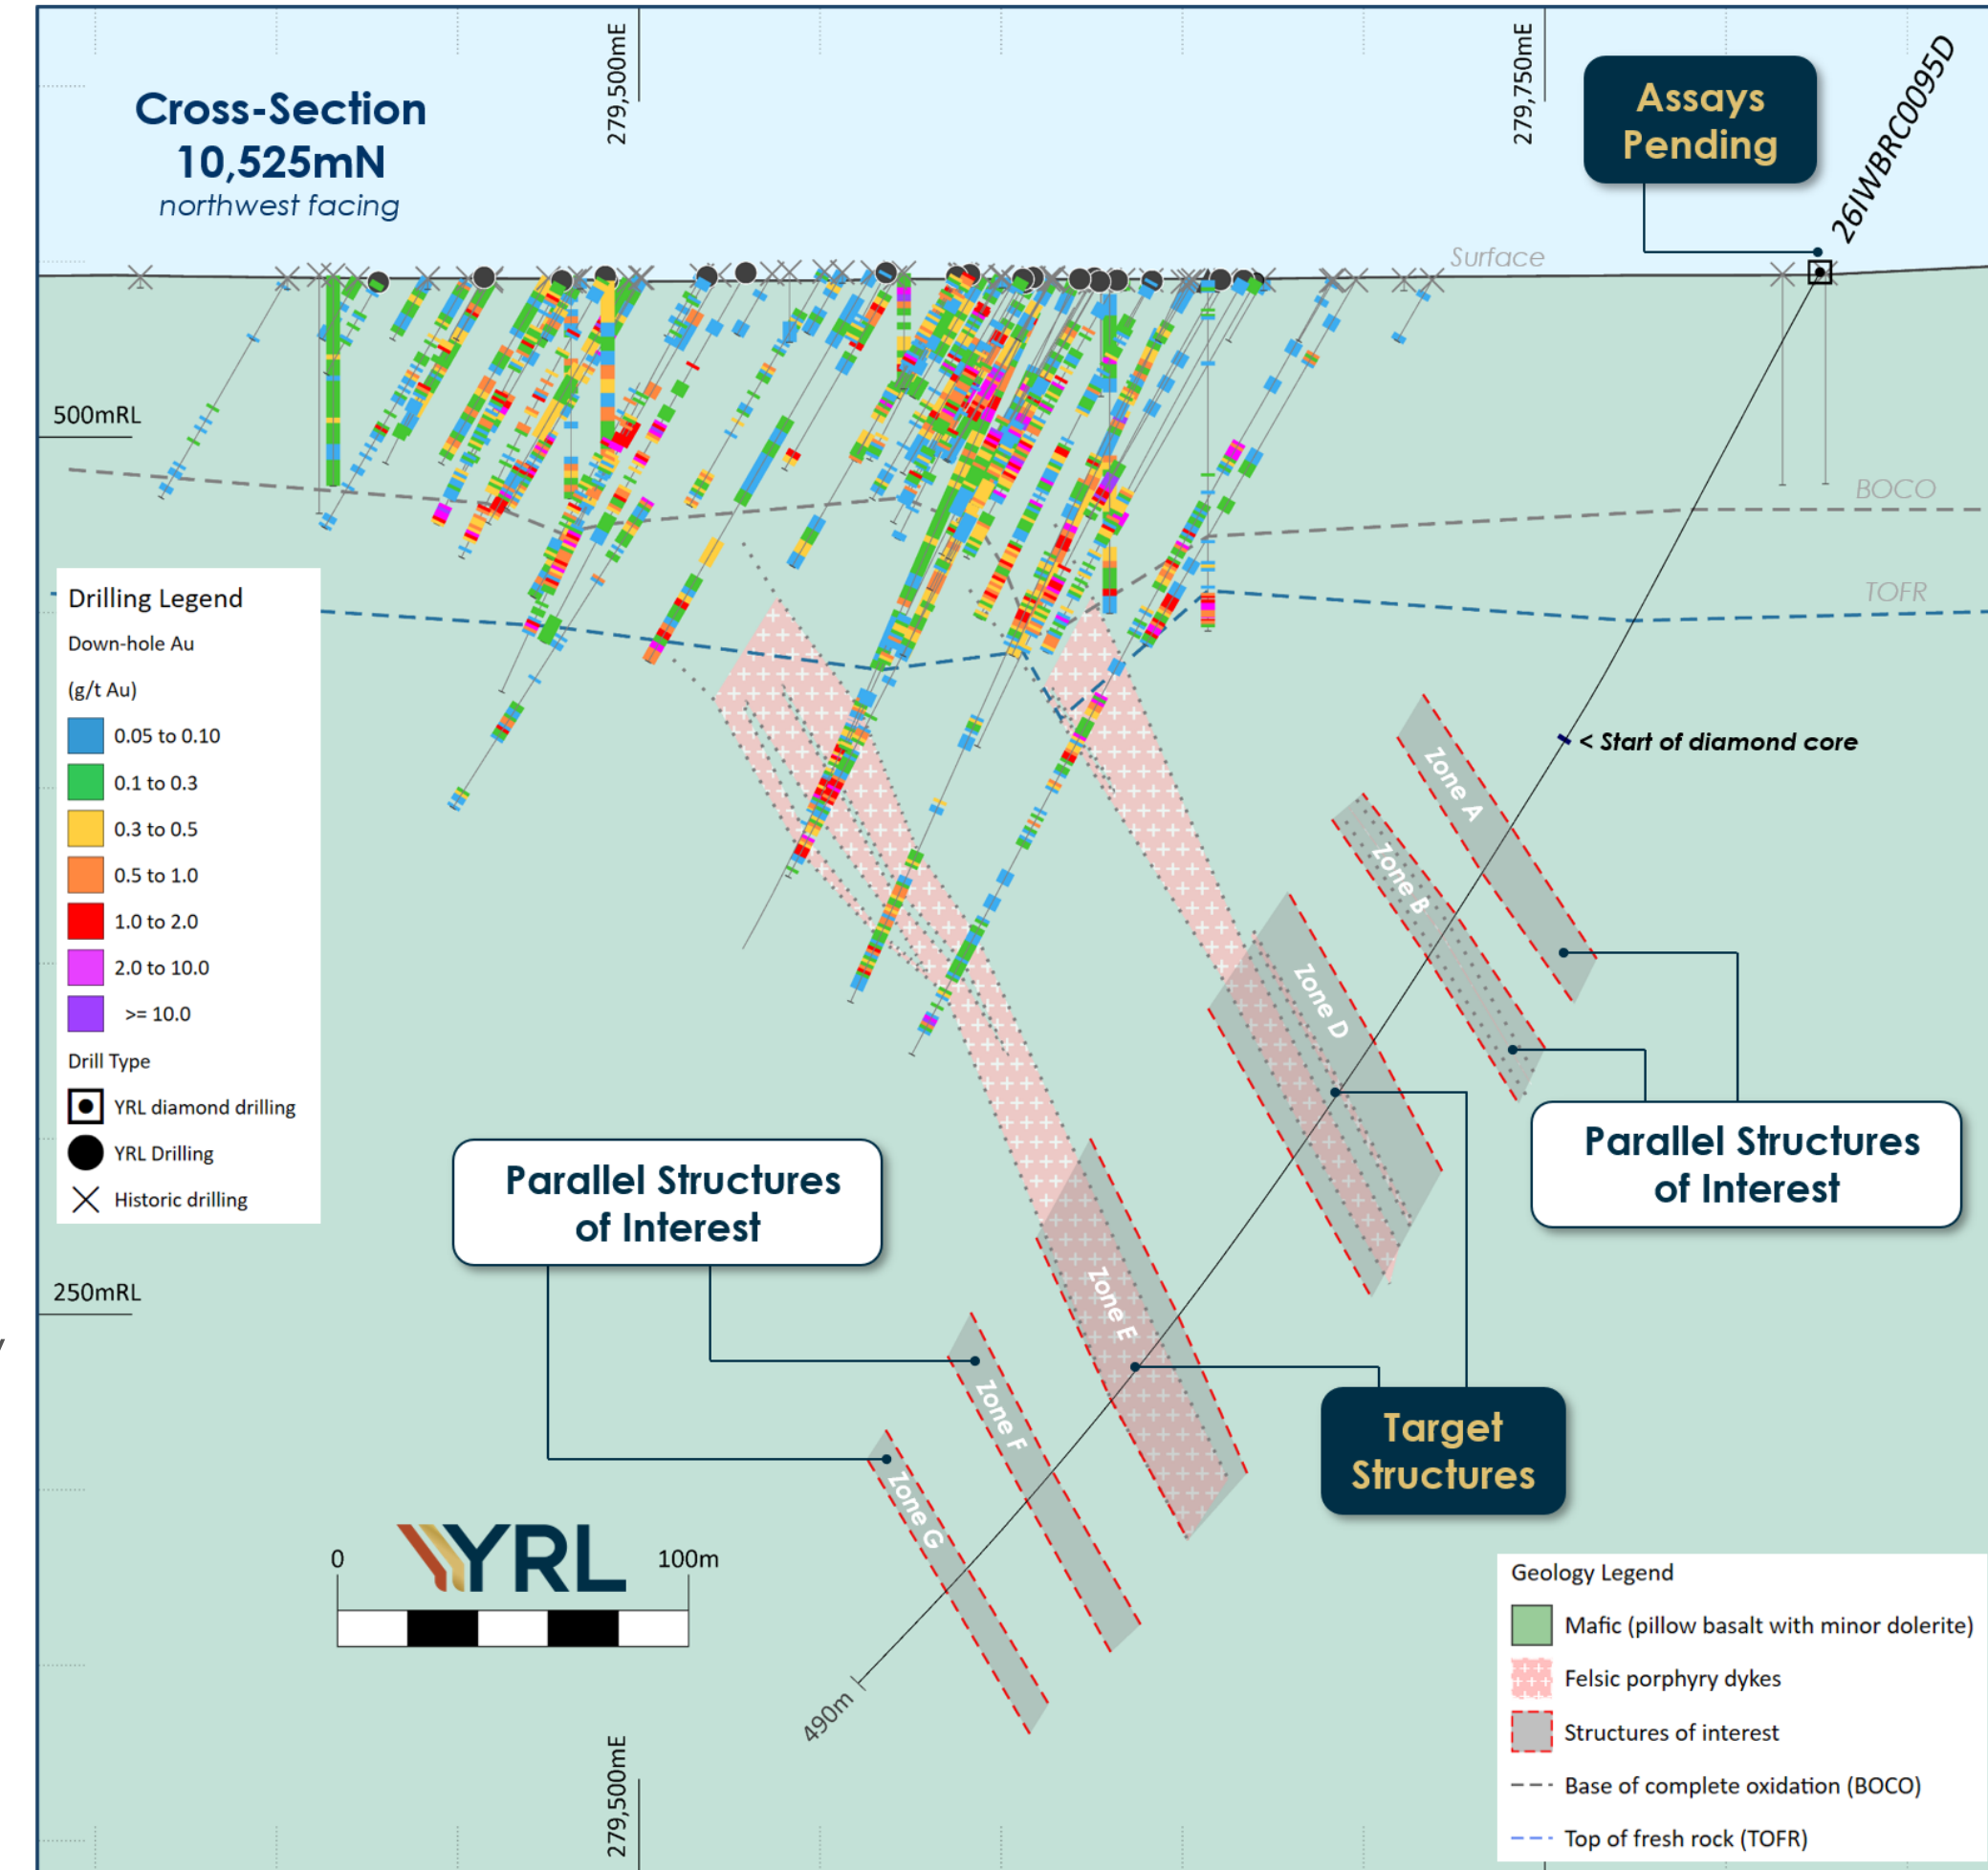 279,500mE
279,750mE
26IWBRC0095D
Cross-Section
10,525mN
northwest facing
Assays
Pending
Surface
500mRL
BOCO
TOFR
Drilling Legend
Down-hole Au
(g/t Au)
0.05 to 0.10
0.1 to 0.3
0.3 to 0.5
0.5 to 1.0
1.0 to 2.0
2.0 to 10.0
>= 10.0
Drill Type
YRL diamond drilling
YRL Drilling
Historic drilling
< Start of diamond core
Zone A
Zone B
Zone D
Parallel Structures
of Interest
Parallel Structures
of Interest
250mRL
Zone E
Zone F
Zone G
Target
Structures
YRL
0
100m
490m
279,500mE
Geology Legend
Mafic (pillow basalt with minor dolerite)
Felsic porphyry dykes
Structures of interest
Base of complete oxidation (BOCO)
Top of fresh rock (TOFR)